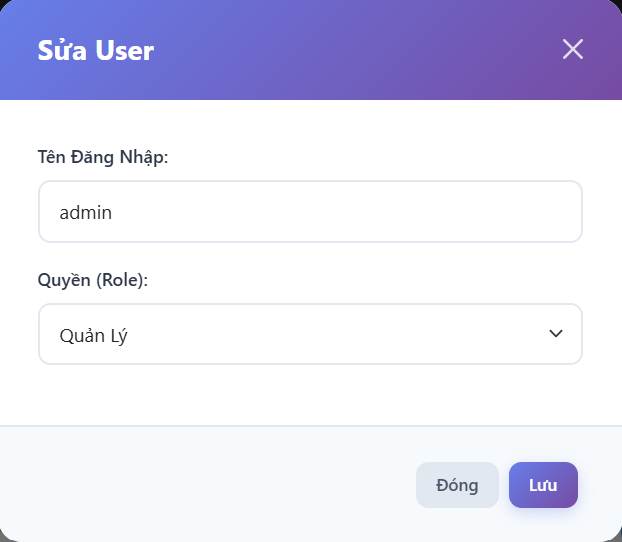 Sửa User
Tên Đăng Nhập:
admin
Quyền (Role):
Quản Lý
Đóng
Lưu